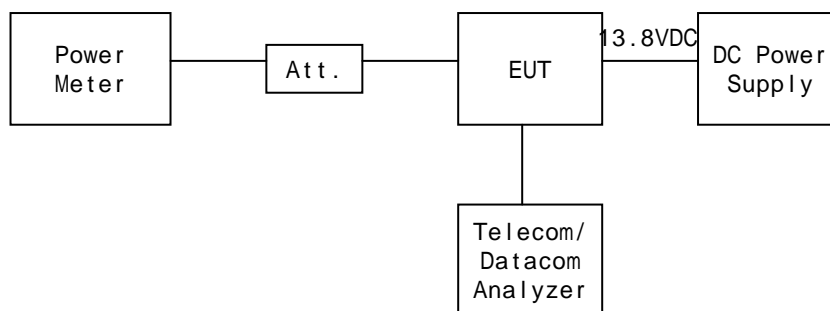 Power
Meter
Att.
EUT
13.8VDC
DC Power
Supply
Telecom/
Datacom
Analyzer